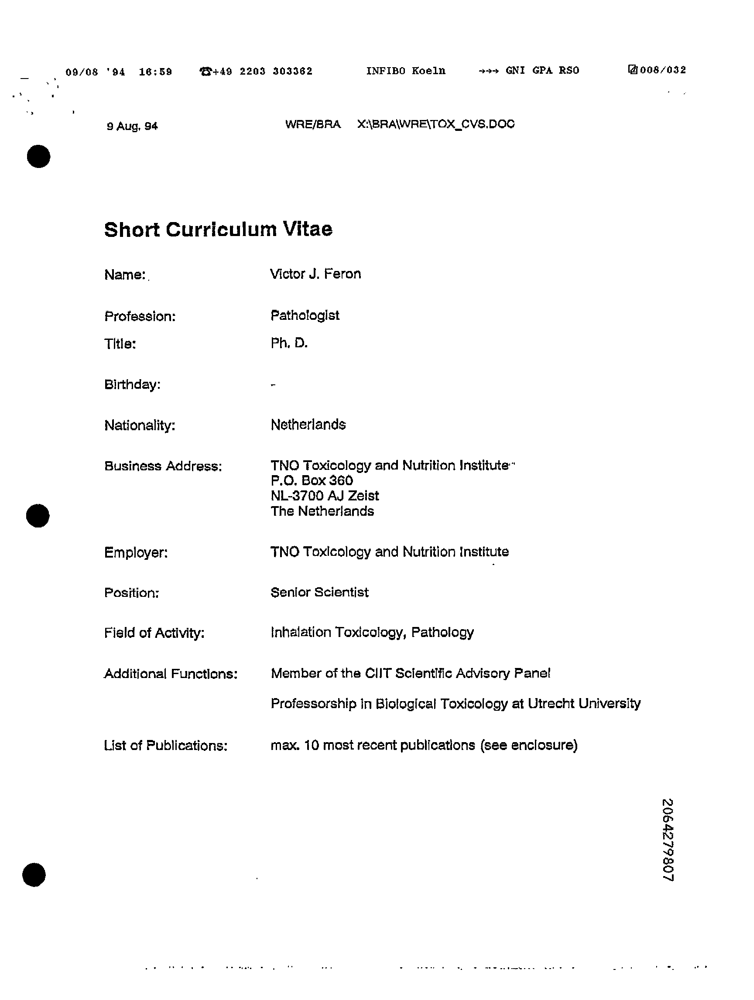 09/08 '94 16:59 ☎+49 2203 303362 INFIBO Koeln →→→ GNI GPA RSO 008/032
9 Aug. 94 WRE/BRA X:\BRA\WRE\TOX_CVS.DOC
Short Curriculum Vitae
Name: Victor J. Feron
Profession: Pathologist
Title: Ph. D.
Birthday: -
Nationality: Netherlands
Business Address: TNO Toxicology and Nutrition Institute
P.O. Box 360
NL-3700 AJ Zeist
The Netherlands
Employer: TNO Toxicology and Nutrition Institute
Position: Senior Scientist
Field of Activity: Inhalation Toxicology, Pathology
Additional Functions: Member of the CIIT Scientific Advisory Panel
Professorship in Biological Toxicology at Utrecht University
List of Publications: max. 10 most recent publications (see enclosure)
2064279807